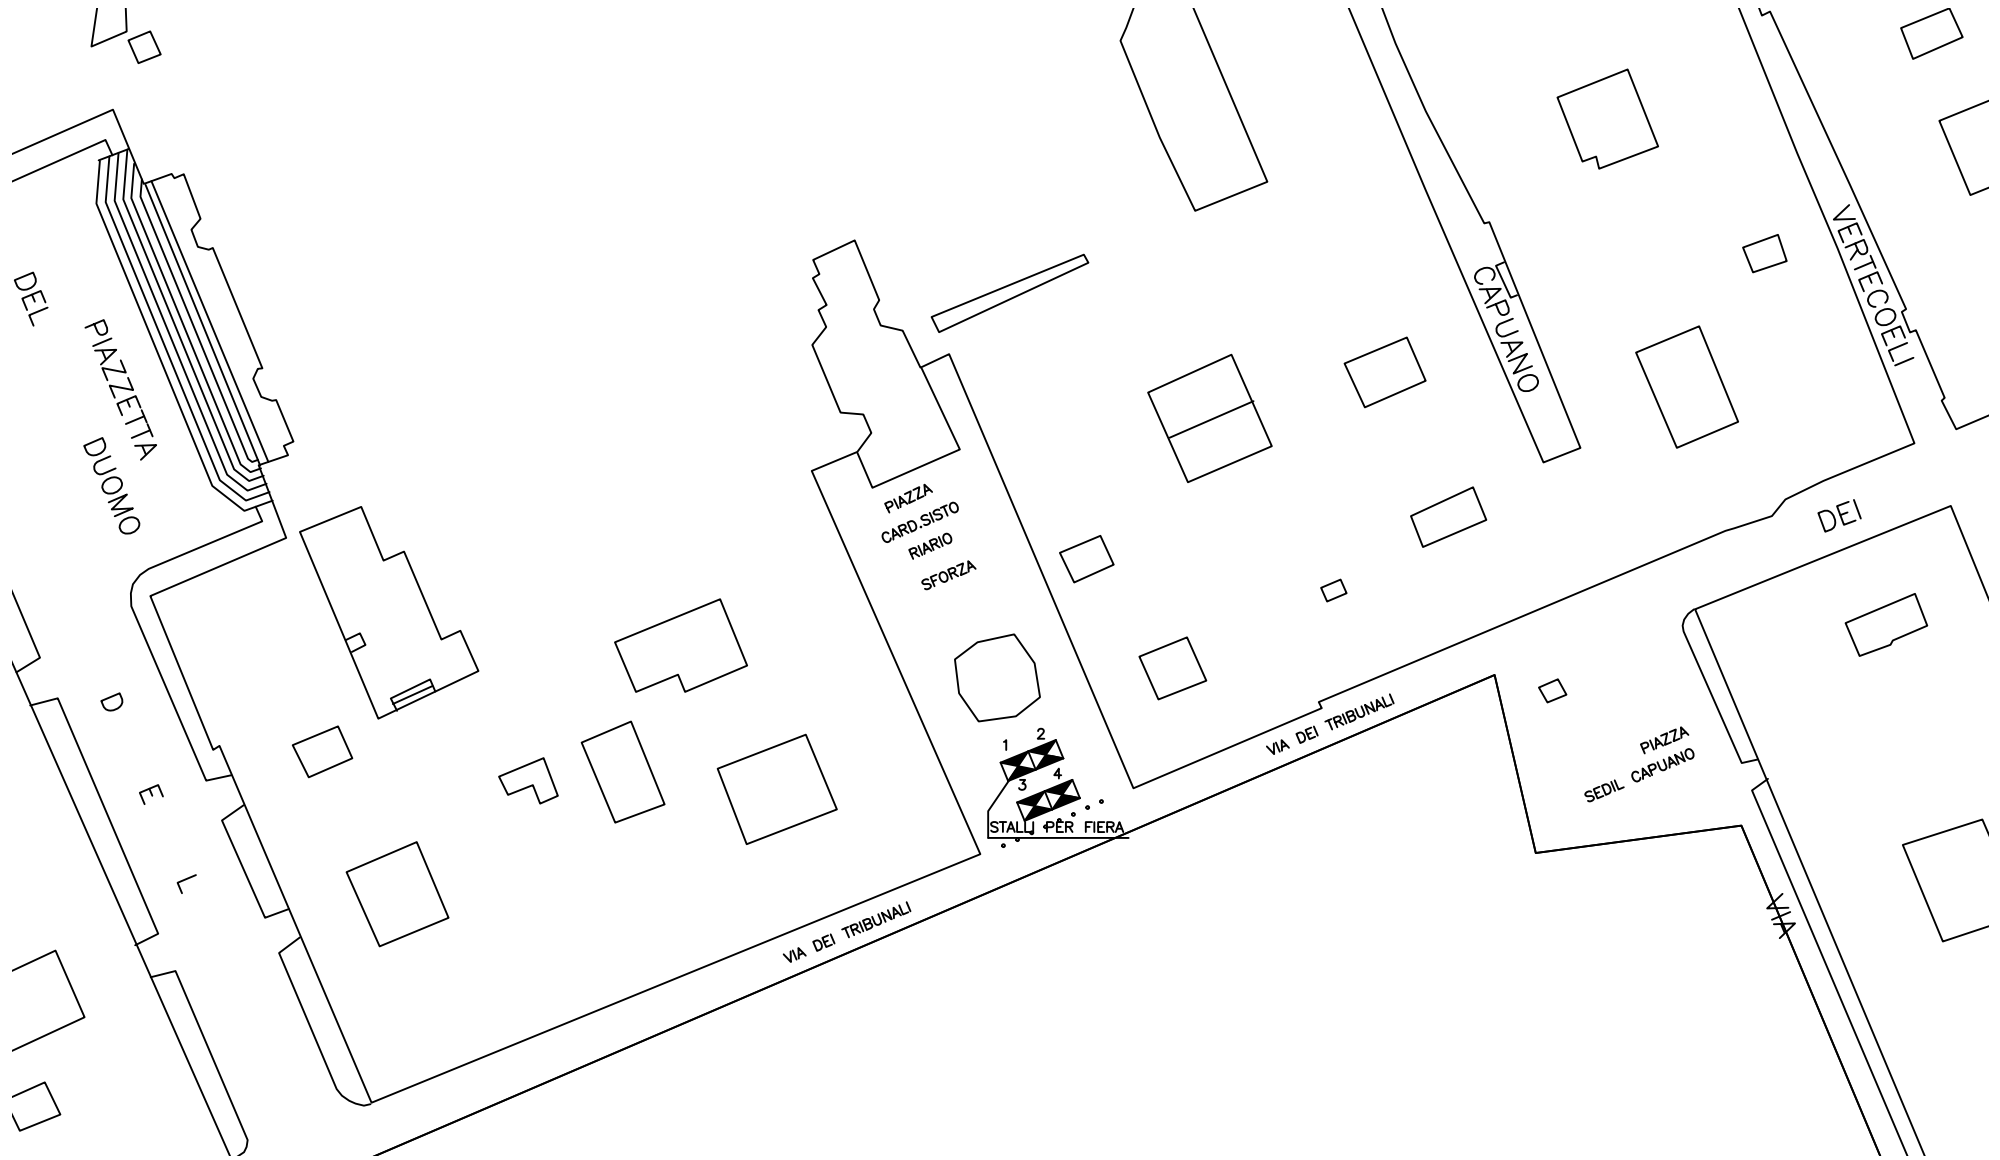 DEL
PIAZZETTA
DUOMO
D
E
L
PIAZZA
CARD.SISTO
RIARIO
SFORZA
1
2
3
4
STALLI PER FIERA
VIA DEI TRIBUNALI
VIA DEI TRIBUNALI
CAPUANO
VERTECOELI
DEI
PIAZZA
SEDIL CAPUANO
VIA